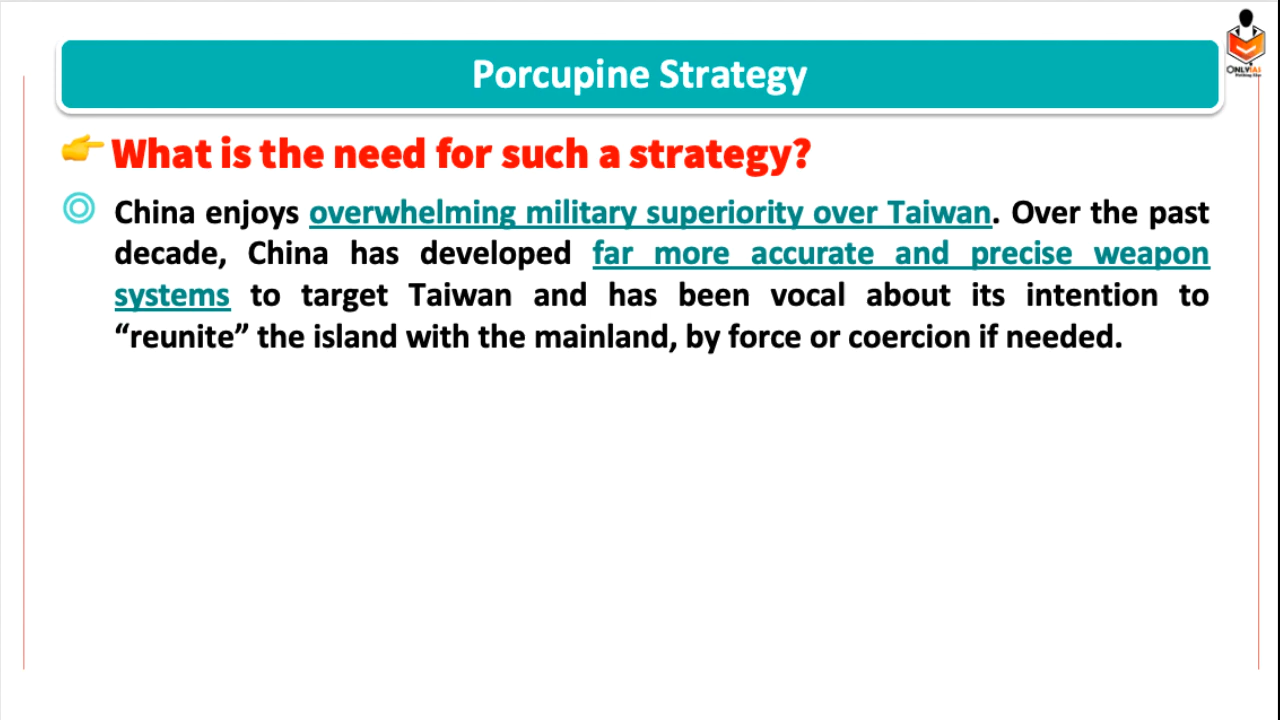 Porcupine Strategy
ONLYIAS
What is the need for such a strategy?
China enjoys overwhelming military superiority over Taiwan. Over the past
decade, China has developed far more accurate and precise weapon
systems to target Taiwan and has been vocal about its intention to
“reunite” the island with the mainland, by force or coercion if needed.